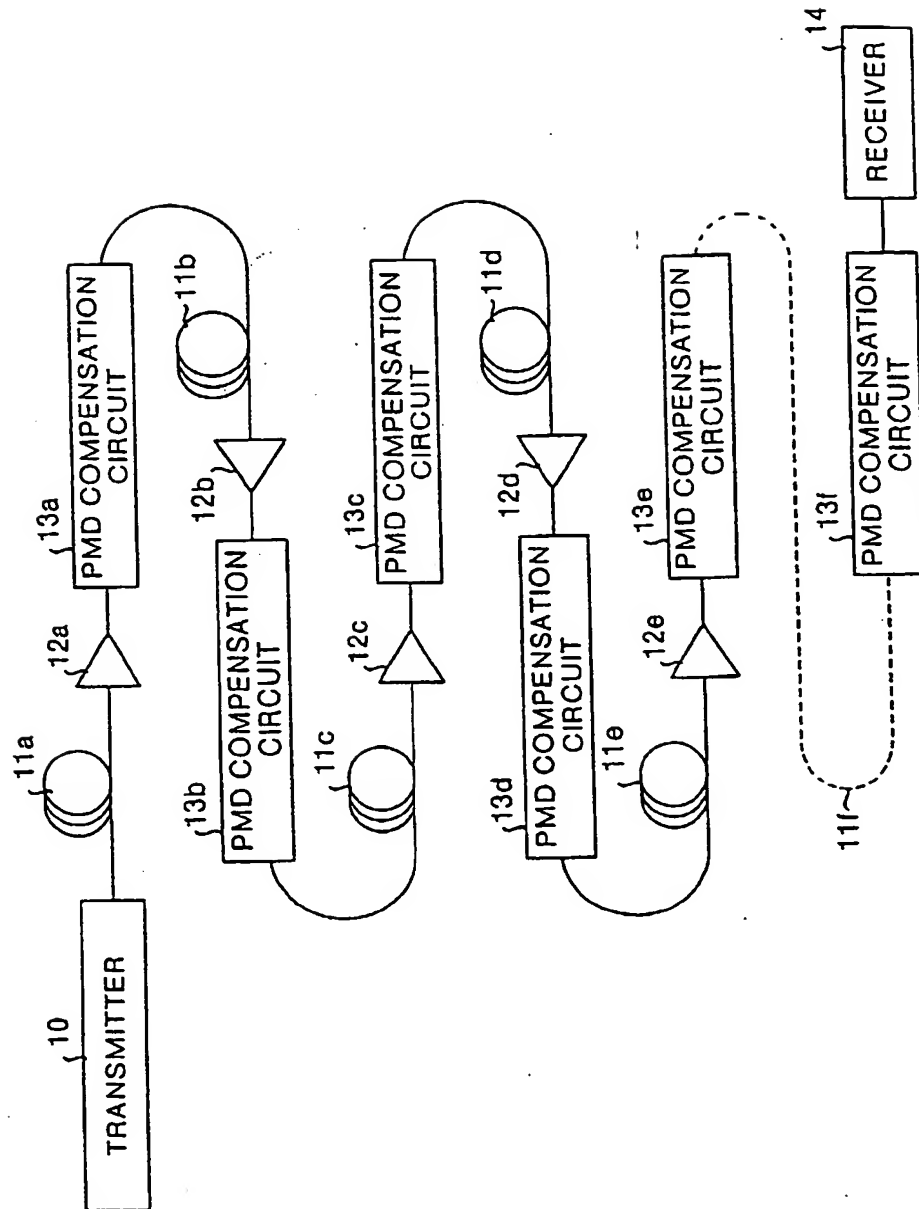 10
TRANSMITTER
11a
12a
13a
PMD COMPENSATION
CIRCUIT
11b
12b
13b
PMD COMPENSATION
CIRCUIT
11c
12c
13c
PMD COMPENSATION
CIRCUIT
11d
12d
13d
PMD COMPENSATION
CIRCUIT
11e
12e
13e
PMD COMPENSATION
CIRCUIT
11f
13f
PMD COMPENSATION
CIRCUIT
14
RECEIVER